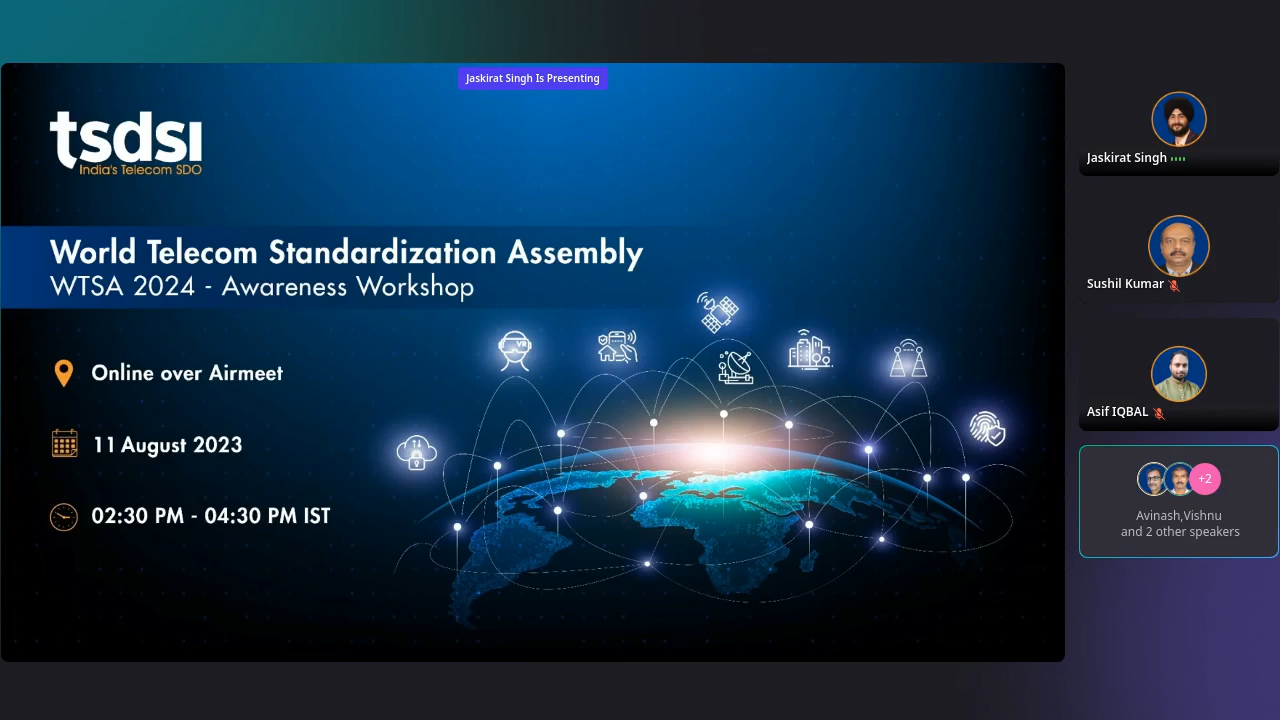 Jaskirat Singh Is Presenting
tsdsi
India's Telecom SDO
World Telecom Standardization Assembly
WTSA 2024 - Awareness Workshop
Online over Airmeet
11 August 2023
02:30 PM - 04:30 PM IST
VR
Jaskirat Singh
Sushil Kumar
Asif IQBAL
+2
Avinash,Vishnu
and 2 other speakers